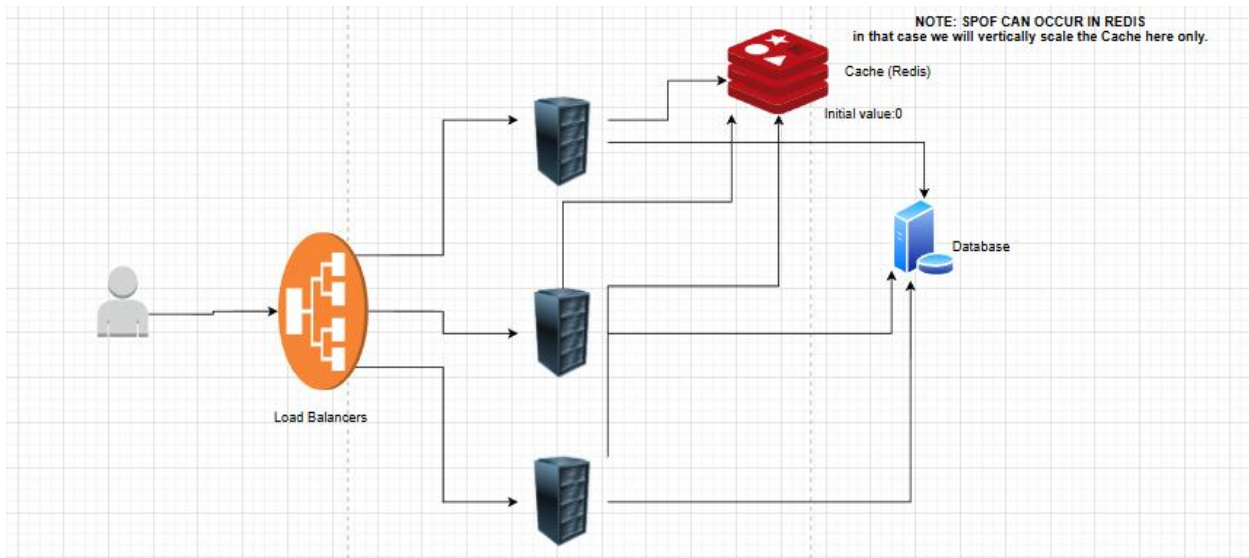 NOTE: SPOF CAN OCCUR IN REDIS
in that case we will vertically scale the Cache here only.
Cache (Redis)
Initial value:0
Database
Load Balancers